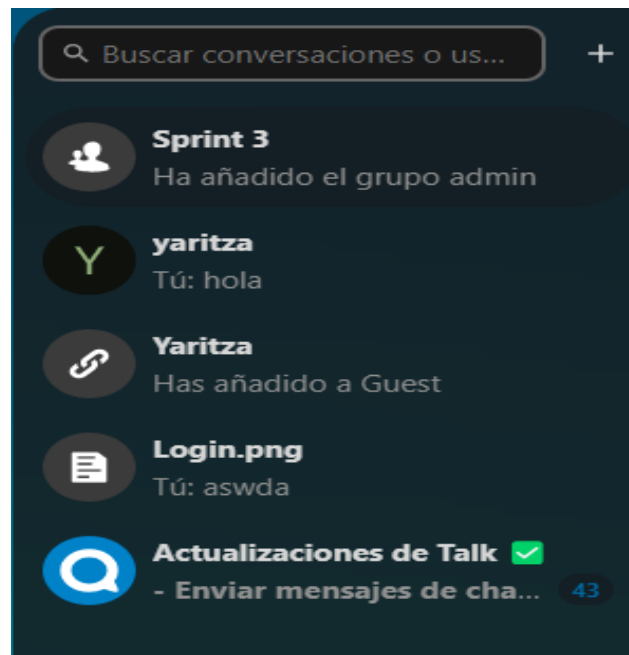 Buscar conversaciones o us...
Sprint 3
Ha añadido el grupo admin
Y
yaritza
Tú: hola
Yaritza
Has añadido a Guest
Login.png
Tú: aswda
Actualizaciones de Talk ✅
- Enviar mensajes de cha... 43